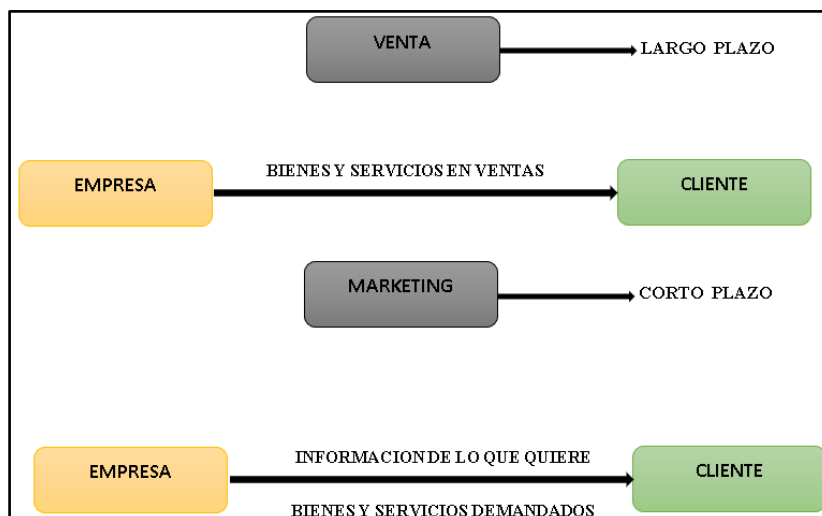 VENTA
LARGO PLAZO
BIENES Y SERVICIOS EN VENTAS
EMPRESA
CLIENTE
MARKETING
CORTO PLAZO
INFORMACION DE LO QUE QUIERE
EMPRESA
CLIENTE
BIENES Y SERVICIOS DEMANDADOS